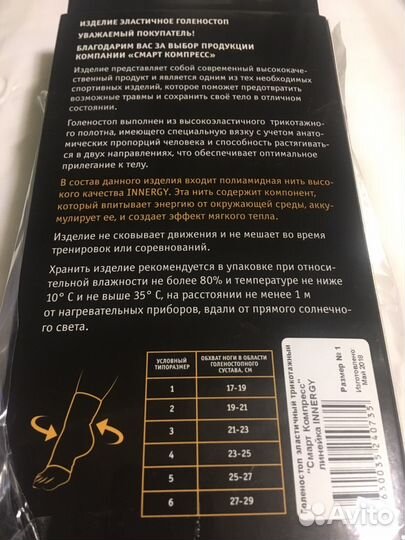 ИЗДЕЛИЕ ЭЛАСТИЧНОЕ ГОЛЕНОСТОП
УВАЖАЕМЫЙ ПОКУПАТЕЛЬ!
БЛАГОДАРИМ ВАС ЗА ВЫБОР ПРОДУКЦИИ
КОМПАНИИ «СМАРТ КОМПРЕСС»
Изделие представляет собой современный высококаче-
ственный продукт и является одним из тех необходимых
спортивных изделий, которое поможет предотвратить
возможные травмы и сохранить своё тело в отличном
состоянии.
Голеностоп выполнен из высокоэластичного трикотажно-
го полотна, имеющего специальную вязку с учетом анато-
мических пропорций человека и способность растягивать-
ся в двух направлениях, что обеспечивает оптимальное
прилегание к телу.
В состав данного изделия входит полиамидная нить высо-
кого качества INNERGY. Эта нить содержит компонент,
который впитывает энергию от окружающей среды, акку-
мулирует ее, и создает эффект мягкого тепла.
Изделие не сковывает движения и не мешает во время
тренировок или соревнований.
Хранить изделие рекомендуется в упаковке при относи-
тельной влажности не более 80% и температуре не ниже
10° С и не выше 35° С, на расстоянии не менее 1 м
от нагревательных приборов, вдали от прямого солнечно-
го света.
УСЛОВНЫЙ ТИПОРАЗМЕР ОБХВАТ НОГИ В ОБЛАСТИ ГОЛЕНОСТОПНОГО СУСТАВА, СМ
1 17-19
2 19-21
3 21-23
4 23-25
5 25-27
6 27-29
Голеностоп эластичный трикотажный
"Смарт Компресс"
линейка INNERGY
Размер № 1
Изготовлено:
Май 2018
630035 240735
Avito